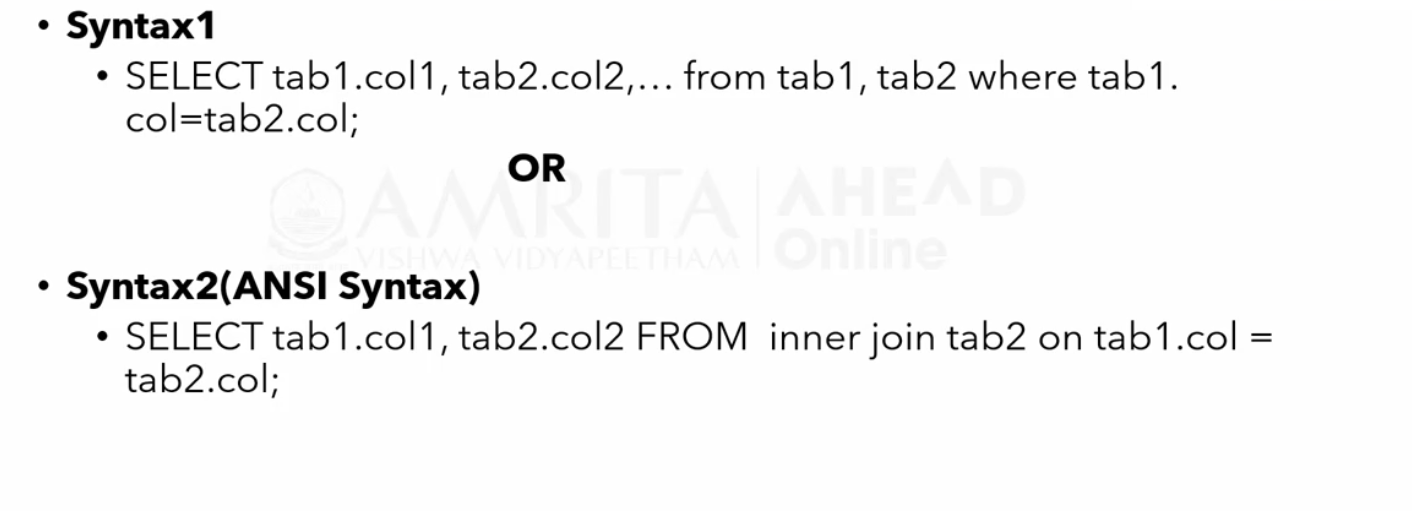 • Syntax1
• SELECT tab1.col1, tab2.col2,... from tab1, tab2 where tab1.
col=tab2.col;
OR
AMRITA AHEAD
VISHWA VIDYAPEETHAM Online
• Syntax2(ANSI Syntax)
• SELECT tab1.col1, tab2.col2 FROM  inner join tab2 on tab1.col =
tab2.col;